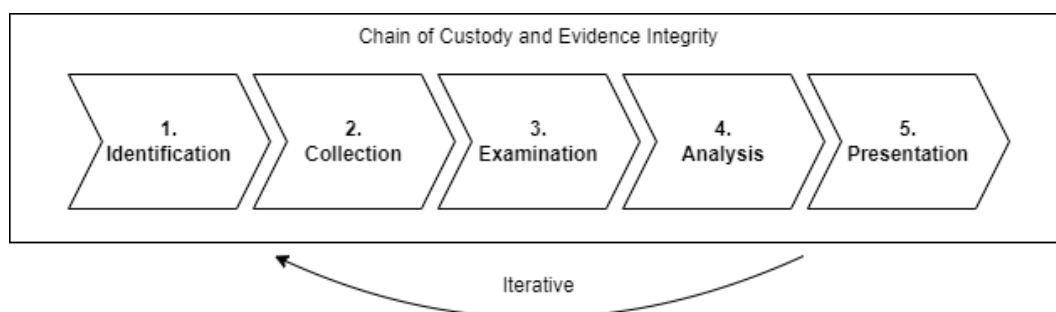 Chain of Custody and Evidence Integrity
1.
Identification
2.
Collection
3.
Examination
4.
Analysis
5.
Presentation
Iterative